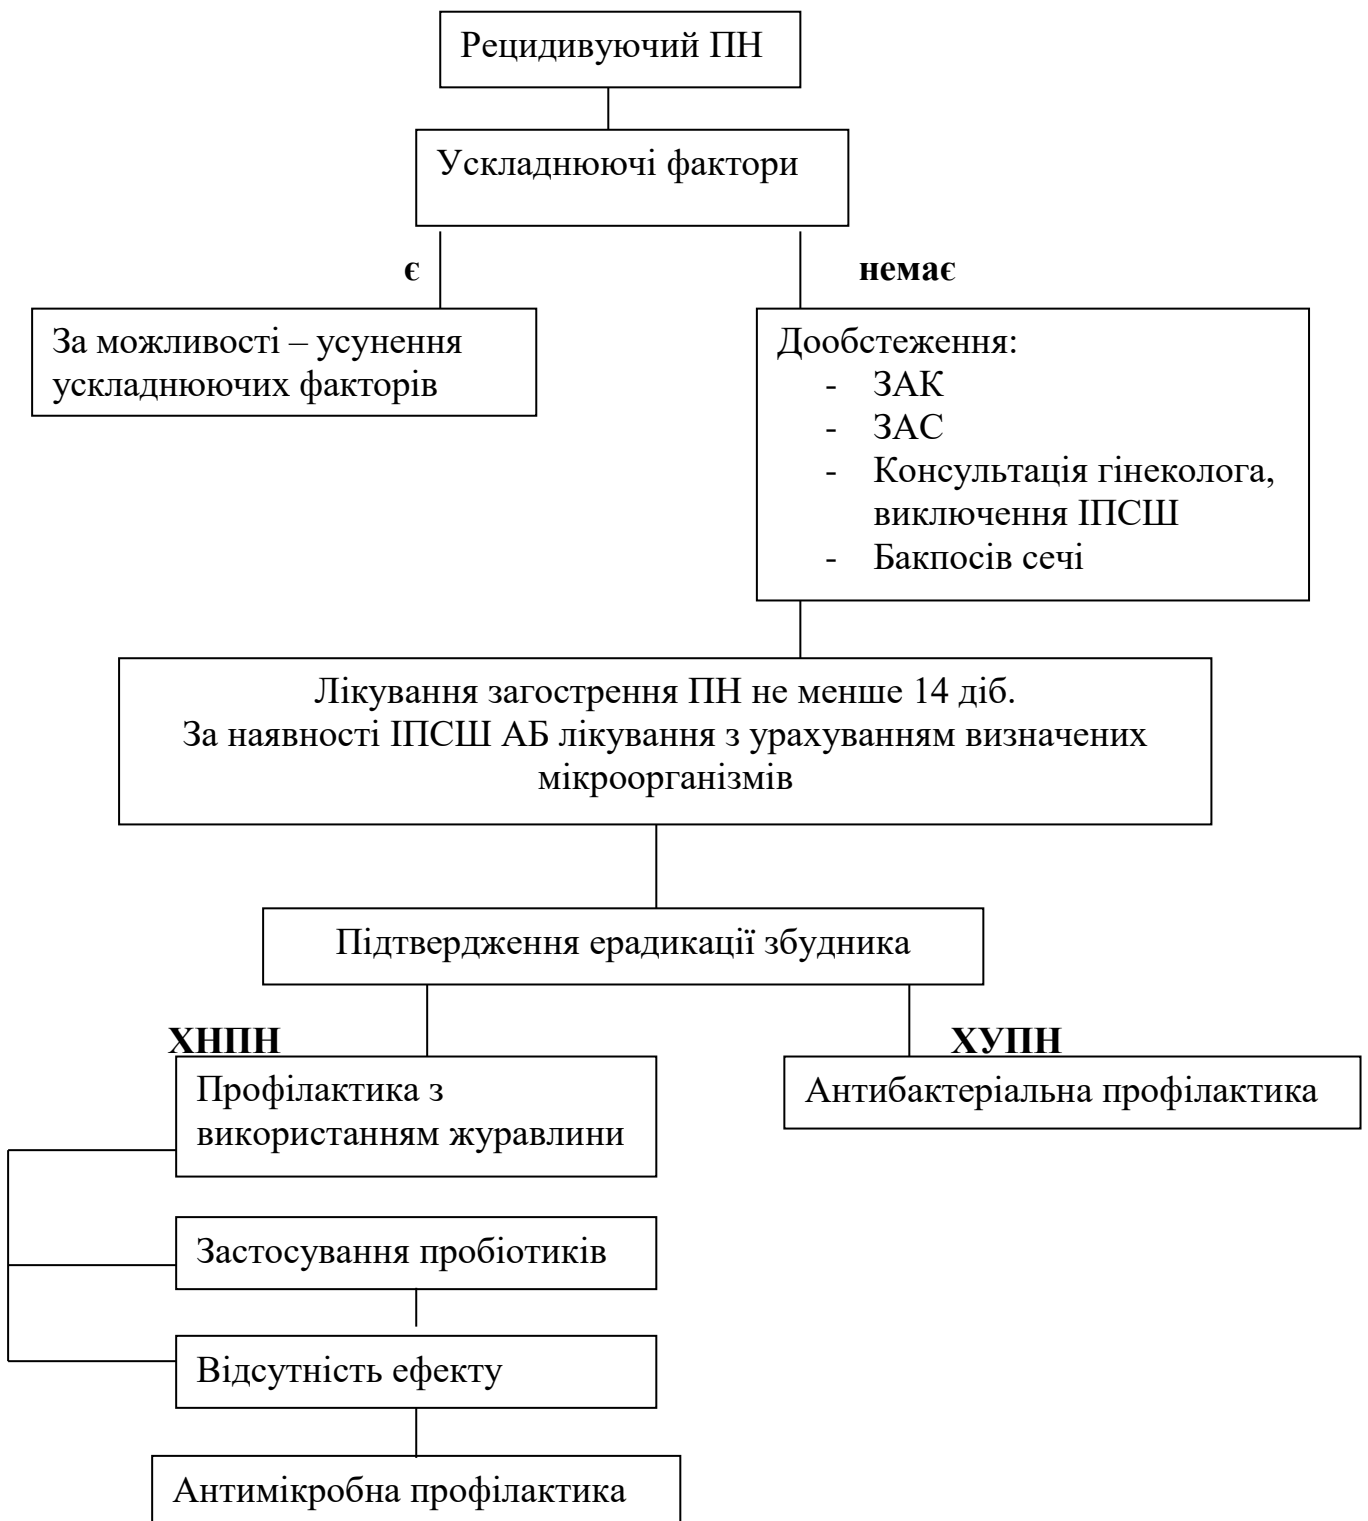 Рецидивуючий ПН
Ускладнюючі фактори
є
немає
За можливості – усунення
ускладнюючих факторів
Дообстеження:
- ЗАК
- ЗАС
- Консультація гінеколога,
виключення ІПСШ
- Бакпосів сечі
Лікування загострення ПН не менше 14 діб.
За наявності ІПСШ АБ лікування з урахуванням визначених
мікроорганізмів
Підтвердження ерадикації збудника
ХНПН
ХУПН
Профілактика з
використанням журавлини
Антибактеріальна профілактика
Застосування пробіотиків
Відсутність ефекту
Антимікробна профілактика